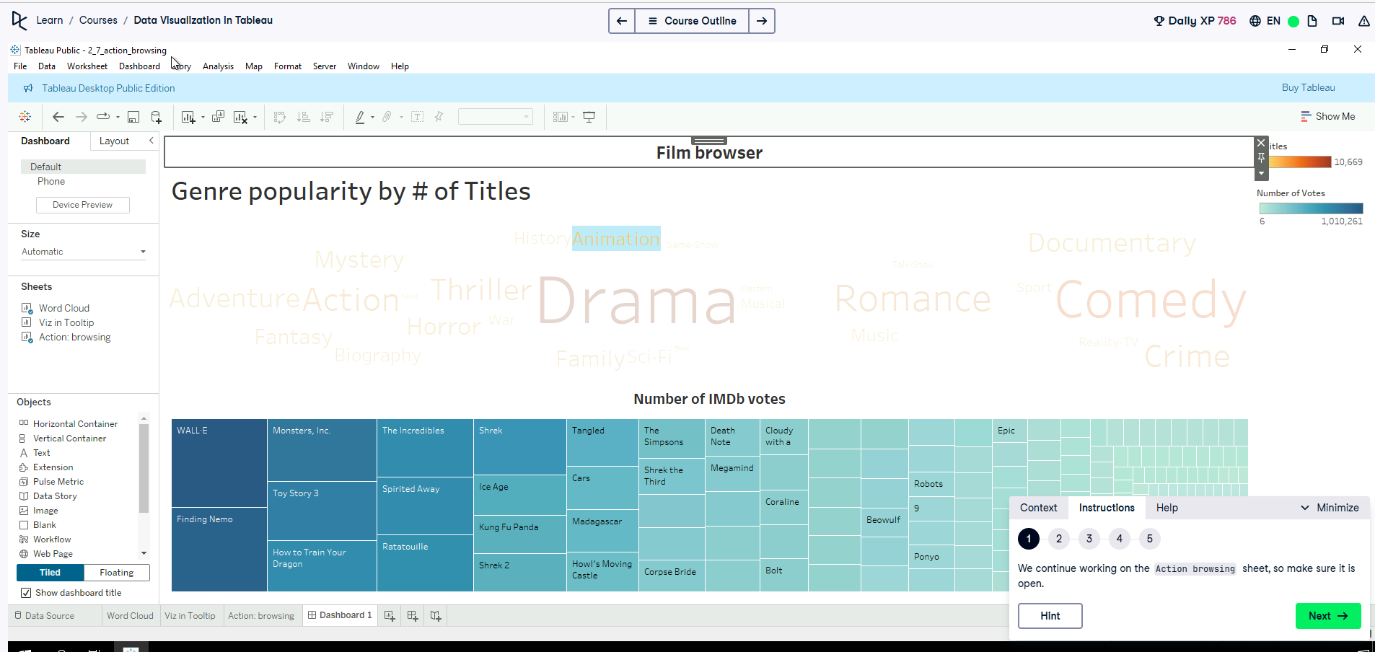 Learn / Courses / Data Visualization in Tableau
Course Outline
Daily XP 786
EN
Tableau Public - 2_7_action_browsing
File Data Worksheet Dashboard Story Analysis Map Format Server Window Help
Tableau Desktop Public Edition
Buy Tableau
Show Me
Dashboard Layout
Default
Phone
Device Preview
Size
Automatic
Sheets
Word Cloud
Viz in Tooltip
Action: browsing
Objects
Horizontal Container
Vertical Container
Text
Extension
Pulse Metric
Data Story
Image
Blank
Workflow
Web Page
Tiled Floating
Show dashboard title
Film browser
Genre popularity by # of Titles
History Animation Game-Show
Documentary
Mystery
Talk-Show
Adventure Action Thriller Drama Musical Romance Sport Comedy
Horror War
Music
Fantasy
Reality-TV
Biography
Family Sci-Fi
Crime
itles
10,669
Number of Votes
6 1,010,261
Number of IMDb votes
WALL·E
Finding Nemo
Monsters, Inc.
Toy Story 3
How to Train Your
Dragon
The Incredibles
Spirited Away
Ratatouille
Shrek
Ice Age
Kung Fu Panda
Shrek 2
Tangled
Cars
Madagascar
Howl's Moving
Castle
The
Simpsons
Shrek the
Third
Corpse Bride
Death
Note
Megamind
Cloudy
with a
Coraline
Bolt
Beowulf
Robots
9
Ponyo
Epic
Context Instructions Help Minimize
1 2 3 4 5
We continue working on the Action browsing sheet, so make sure it is
open.
Hint
Next
Data Source Word Cloud Viz in Tooltip Action: browsing Dashboard 1